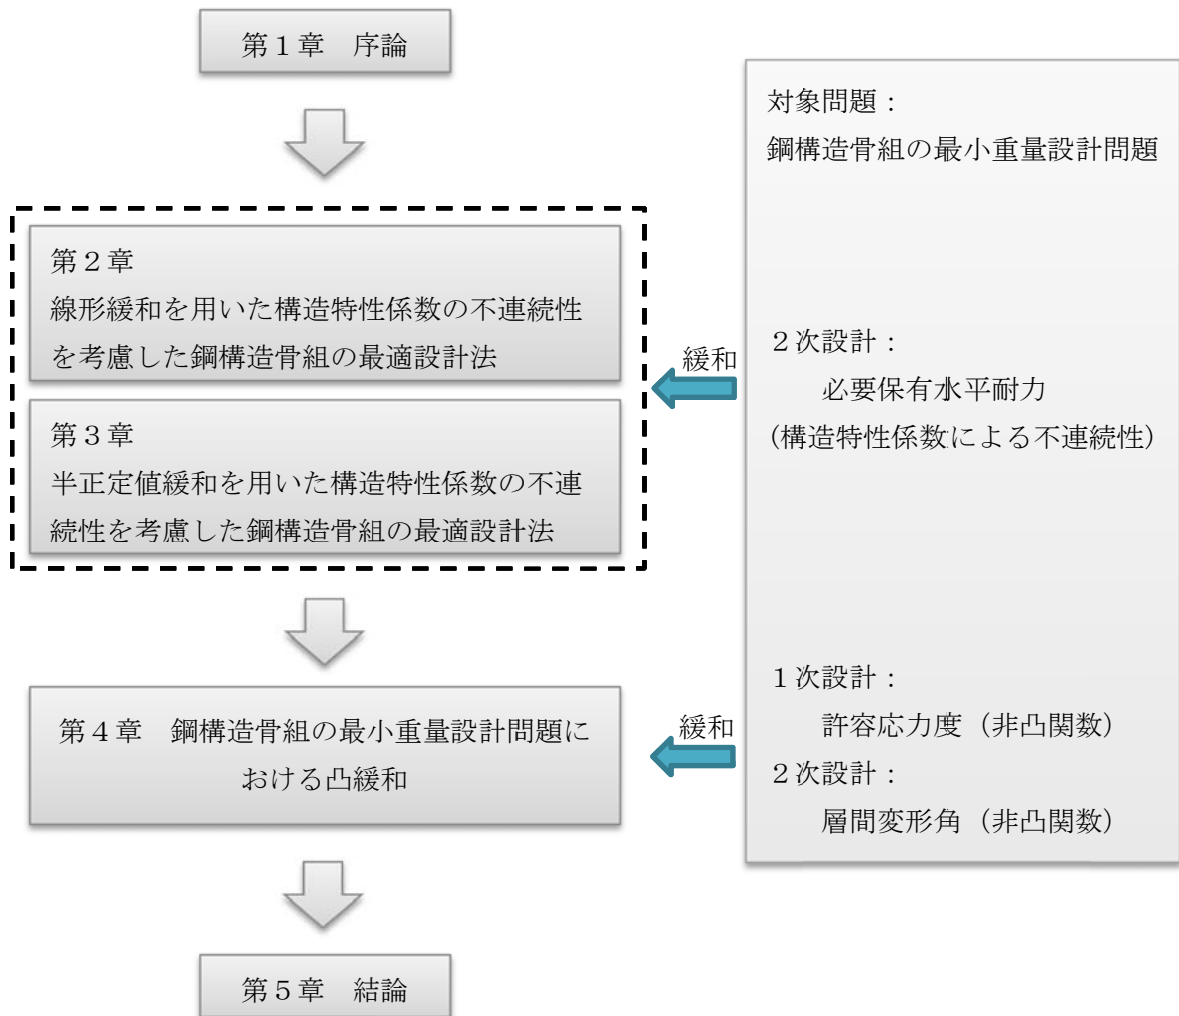 第１章　序論
第２章
線形緩和を用いた構造特性係数の不連続性
を考慮した鋼構造骨組の最適設計法
第３章
半正定値緩和を用いた構造特性係数の不連
続性を考慮した鋼構造骨組の最適設計法
第４章　鋼構造骨組の最小重量設計問題に
おける凸緩和
第５章　結論
緩和
緩和
対象問題：
鋼構造骨組の最小重量設計問題
２次設計：
必要保有水平耐力
(構造特性係数による不連続性)
１次設計：
許容応力度（非凸関数）
２次設計：
層間変形角（非凸関数）